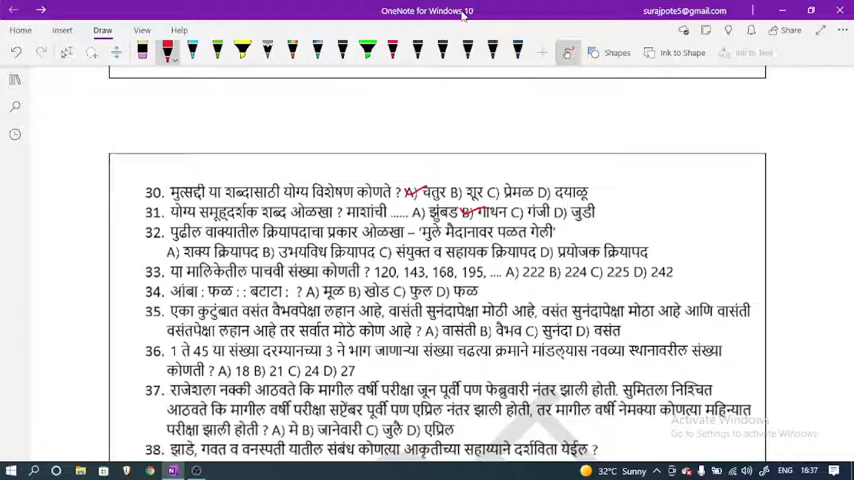 OneNote for Windows 10
surajpote5@gmail.com
Home Insert Draw View Help Share
Shapes Ink to Shape Ink to Text
30. मुत्सद्दी या शब्दासाठी योग्य विशेषण कोणते ? A) चतुर B) शूर C) प्रेमळ D) दयाळू
31. योग्य समूहदर्शक शब्द ओळखा ? माशांची ...... A) झुंबड B) गाथन C) गंजी D) जुडी
32. पुढील वाक्यातील क्रियापदाचा प्रकार ओळखा – 'मुले मैदानावर पळत गेली'
A) शक्य क्रियापद B) उभयविध क्रियापद C) संयुक्त व सहायक क्रियापद D) प्रयोजक क्रियापद
33. या मालिकेतील पाचवी संख्या कोणती ? 120, 143, 168, 195, .... A) 222 B) 224 C) 225 D) 242
34. आंबा : फळ : : बटाटा : ? A) मूळ B) खोड C) फुल D) फळ
35. एका कुटुंबात वसंत वैभवपेक्षा लहान आहे, वासंती सुनंदापेक्षा मोठी आहे, वसंत सुनंदापेक्षा मोठा आहे आणि वासंती
वसंतपेक्षा लहान आहे तर सर्वात मोठे कोण आहे ? A) वासंती B) वैभव C) सुनंदा D) वसंत
36. 1 ते 45 या संख्या दरम्यानच्या 3 ने भाग जाणाऱ्या संख्या चढत्या क्रमाने मांडल्यास नवव्या स्थानावरील संख्या
कोणती ? A) 18 B) 21 C) 24 D) 27
37. राजेशला नक्की आठवते कि मागील वर्षी परीक्षा जून पूर्वी पण फेब्रुवारी नंतर झाली होती. सुमितला निश्चित
आठवते कि मागील वर्षी परीक्षा सप्टेंबर पूर्वी पण एप्रिल नंतर झाली होती, तर मागील वर्षी नेमक्या कोणत्या महिन्यात
परीक्षा झाली होती ? A) मे B) जानेवारी C) जुलै D) एप्रिल
Activate Windows
Go to Settings to activate Windows.
38. झाडे, गवत व वनस्पती यातील संबंध कोणत्या आकृतीच्या सहाय्याने दर्शविता येईल ?
32°C Sunny ENG 16:37